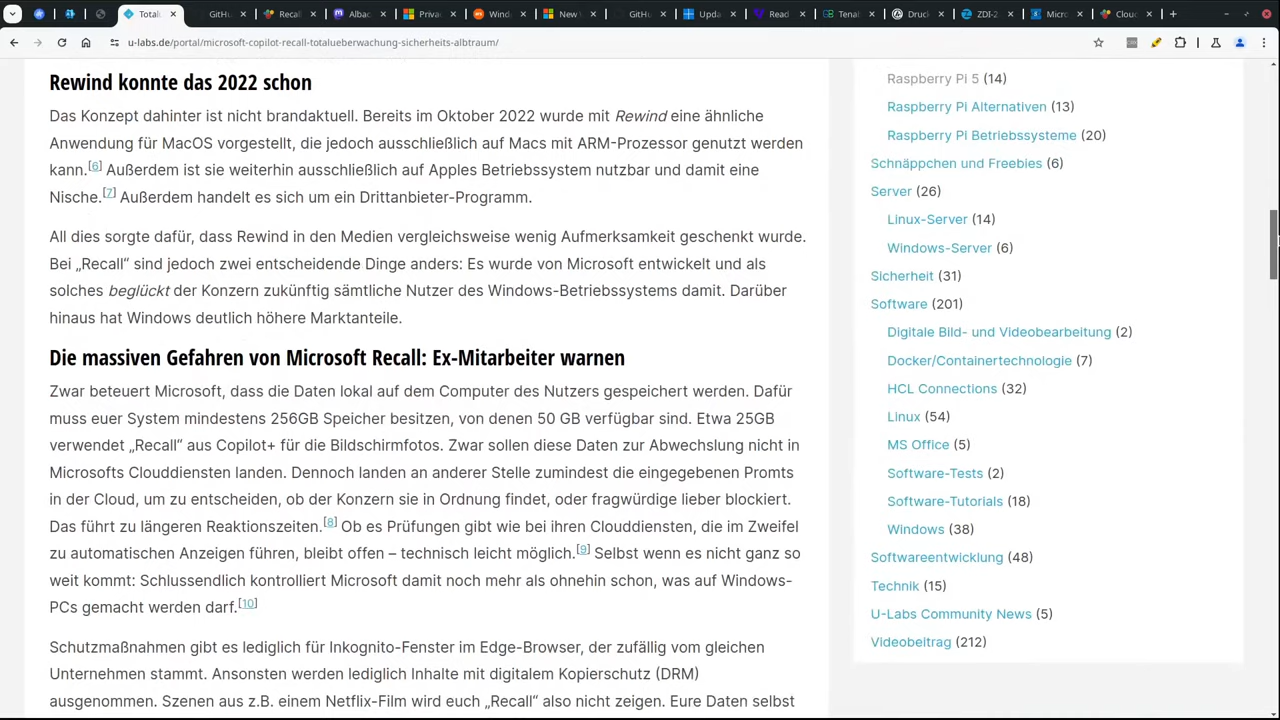 Total
GitHu
Recall
Albac
Privac
Wind
New
GitHu
Upda
Read
Tenal
Druck
ZDI-2
Micro
Clouc
u-labs.de/portal/microsoft-copilot-recall-totalueberwachung-sicherheits-albtraum/
Rewind konnte das 2022 schon
Das Konzept dahinter ist nicht brandaktuell. Bereits im Oktober 2022 wurde mit Rewind eine ähnliche
Anwendung für MacOS vorgestellt, die jedoch ausschließlich auf Macs mit ARM-Prozessor genutzt werden
kann.[6] Außerdem ist sie weiterhin ausschließlich auf Apples Betriebssystem nutzbar und damit eine
Nische.[7] Außerdem handelt es sich um ein Drittanbieter-Programm.
All dies sorgte dafür, dass Rewind in den Medien vergleichsweise wenig Aufmerksamkeit geschenkt wurde.
Bei „Recall“ sind jedoch zwei entscheidende Dinge anders: Es wurde von Microsoft entwickelt und als
solches beglückt der Konzern zukünftig sämtliche Nutzer des Windows-Betriebssystems damit. Darüber
hinaus hat Windows deutlich höhere Marktanteile.
Die massiven Gefahren von Microsoft Recall: Ex-Mitarbeiter warnen
Zwar beteuert Microsoft, dass die Daten lokal auf dem Computer des Nutzers gespeichert werden. Dafür
muss euer System mindestens 256GB Speicher besitzen, von denen 50 GB verfügbar sind. Etwa 25GB
verwendet „Recall“ aus Copilot+ für die Bildschirmfotos. Zwar sollen diese Daten zur Abwechslung nicht in
Microsofts Clouddiensten landen. Dennoch landen an anderer Stelle zumindest die eingegebenen Promts
in der Cloud, um zu entscheiden, ob der Konzern sie in Ordnung findet, oder fragwürdige lieber blockiert.
Das führt zu längeren Reaktionszeiten.[8] Ob es Prüfungen gibt wie bei ihren Clouddiensten, die im Zweifel
zu automatischen Anzeigen führen, bleibt offen – technisch leicht möglich.[9] Selbst wenn es nicht ganz so
weit kommt: Schlussendlich kontrolliert Microsoft damit noch mehr als ohnehin schon, was auf Windows-
PCs gemacht werden darf.[10]
Schutzmaßnahmen gibt es lediglich für Inkognito-Fenster im Edge-Browser, der zufällig vom gleichen
Unternehmen stammt. Ansonsten werden lediglich Inhalte mit digitalem Kopierschutz (DRM)
ausgenommen. Szenen aus z.B. einem Netflix-Film wird euch „Recall“ also nicht zeigen. Eure Daten selbst
Raspberry Pi 5 (14)
Raspberry Pi Alternativen (13)
Raspberry Pi Betriebssysteme (20)
Schnäppchen und Freebies (6)
Server (26)
Linux-Server (14)
Windows-Server (6)
Sicherheit (31)
Software (201)
Digitale Bild- und Videobearbeitung (2)
Docker/Containertechnologie (7)
HCL Connections (32)
Linux (54)
MS Office (5)
Software-Tests (2)
Software-Tutorials (18)
Windows (38)
Softwareentwicklung (48)
Technik (15)
U-Labs Community News (5)
Videobeitrag (212)